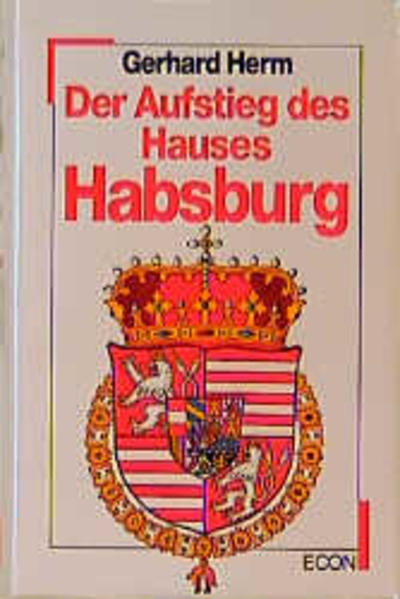 Gerhard Herm
Der Aufstieg des
Hauses
Habsburg
ECON